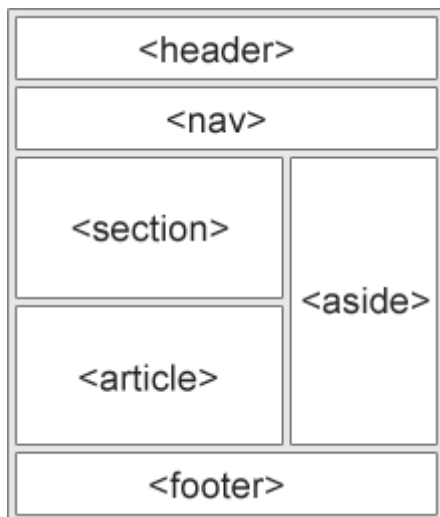 <header>
<nav>
<section>
<aside>
<article>
<footer>